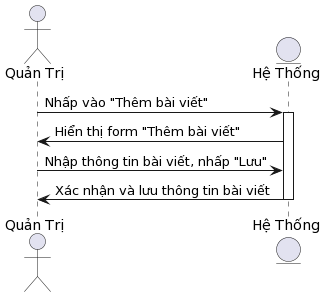 Quản Trị
Hệ Thống
Nhấp vào "Thêm bài viết"
Hiển thị form "Thêm bài viết"
Nhập thông tin bài viết, nhấp "Lưu"
Xác nhận và lưu thông tin bài viết
Quản Trị
Hệ Thống